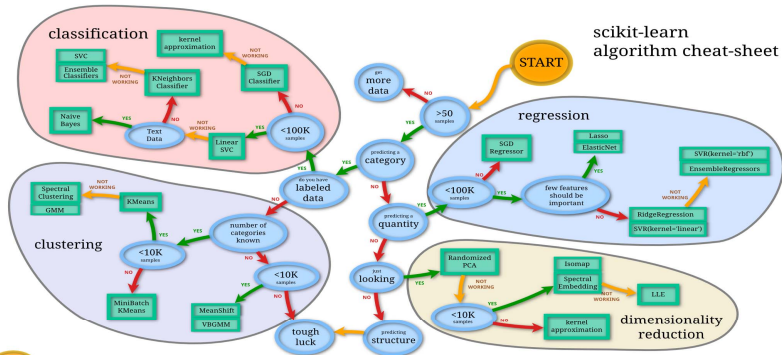 scikit-learn
algorithm cheat-sheet
classification
kernel
approximation
SVC
Ensemble
Classifiers
NOT
WORKING
KNeighbors
Classifier
NOT
WORKING
SGD
Classifier
NO
NO
Naive
Bayes
YES
Text
Data
NO
NOT
WORKING
Linear
SVC
YES
<100K
samples
YES
START
get
more
data
NO
>50
samples
YES
predicting a
category
YES
do you have
labeled
data
NO
NO
predicting a
quantity
YES
NO
just
looking
YES
NO
predicting
structure
tough
luck
regression
SGD
Regressor
NO
<100K
samples
YES
Lasso
ElasticNet
YES
few features
should be
important
NO
SVR(kernel='rbf')
EnsembleRegressors
NOT
WORKING
RidgeRegression
SVR(kernel='linear')
clustering
Spectral
Clustering
GMM
NOT
WORKING
KMeans
YES
<10K
samples
YES
number of
categories
known
NO
NO
MiniBatch
KMeans
<10K
samples
YES
NO
MeanShift
VBGMM
Randomized
PCA
NOT
WORKING
<10K
samples
YES
NO
Isomap
Spectral
Embedding
NOT
WORKING
LLE
kernel
approximation
dimensionality
reduction